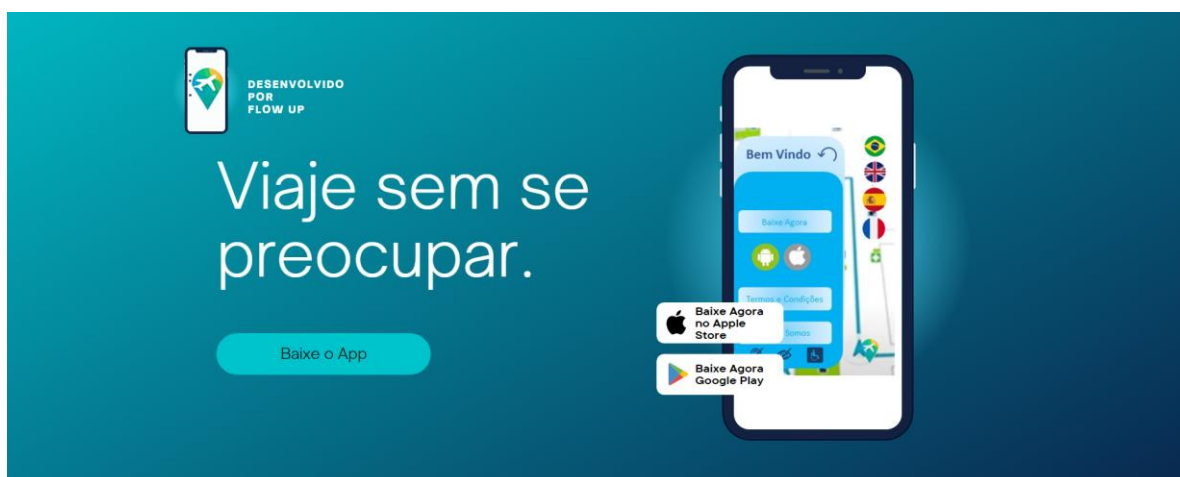 DESENVOLVIDO
POR
FLOW UP
Viaje sem se
preocupar.
Baixe o App
Bem Vindo
Baixe Agora
Termos e Condições
Somos
Baixe Agora
no Apple
Store
Baixe Agora
Google Play